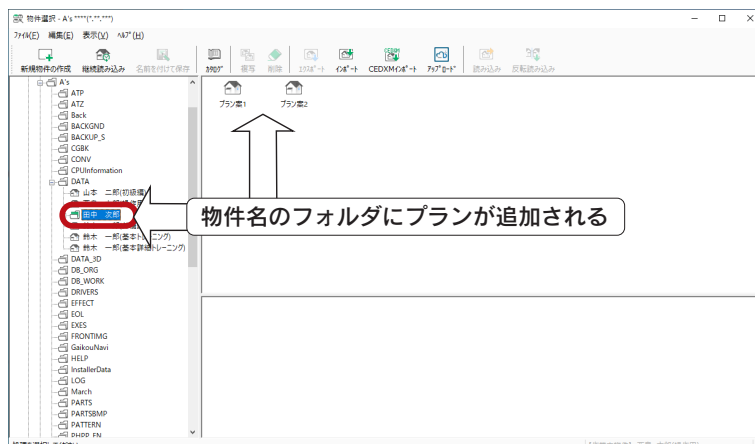 物件選択 - A's ****(*.**.***)
ﾌｧｲﾙ(F) 編集(E) 表示(V) ﾍﾙﾌﾟ(H)
新規物件の作成 継続読み込み 名前を付けて保存 ｶﾀﾛｸﾞ 複写 削除 ｴｸｽﾎﾟｰﾄ ｲﾝﾎﾟｰﾄ CEDXMｲﾝﾎﾟｰﾄ ｱｯﾌﾟﾛｰﾄﾞ 読み込み 反転読み込み
A's
ATP
ATZ
Back
BACKGND
BACKUP_S
CGBK
CONV
CPUInformation
DATA
山本 二郎(初級編)
田中 次郎
鈴木 一郎(基本トレーニング)
鈴木 一郎(基本詳細トレーニング)
DATA_3D
DB_ORG
DB_WORK
DRIVERS
EFFECT
EOL
EXES
FRONTIMG
GaikouNavi
HELP
InstallerData
LOG
March
PARTS
PARTSBMP
PATTERN
PHPP_EN
プラン案1 プラン案2
物件名のフォルダにプランが追加される